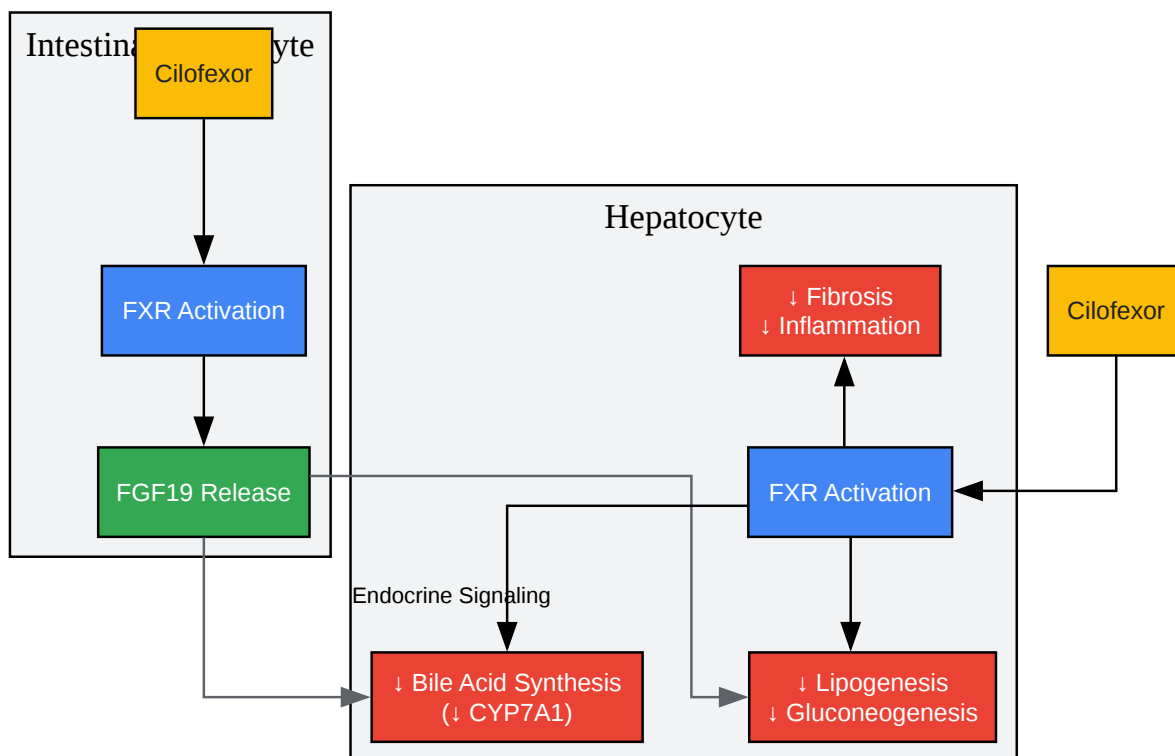 Intestina yte
Cilofexor
FXR Activation
FGF19 Release
Hepatocyte
↓ Fibrosis
↓ Inflammation
Cilofexor
FXR Activation
Endocrine Signaling
↓ Bile Acid Synthesis
(↓ CYP7A1)
↓ Lipogenesis
↓ Gluconeogenesis